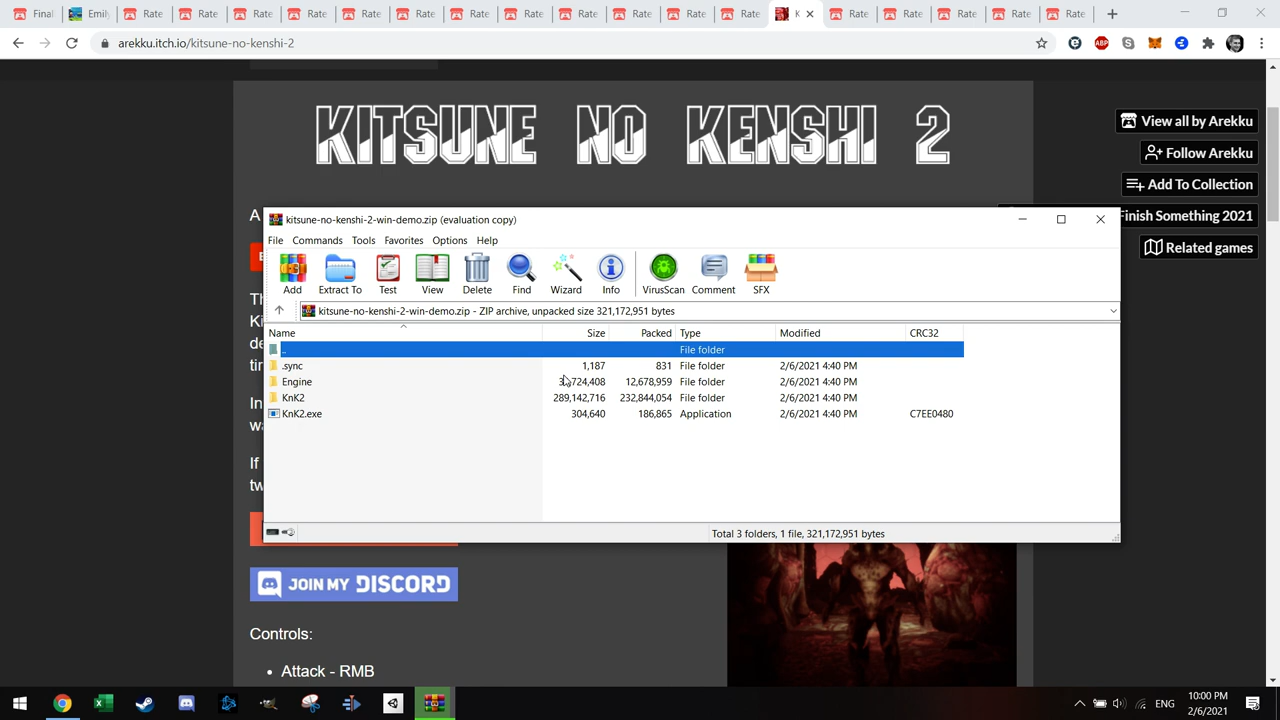 Final
Emily
Rate
Rate
Rate
Rate
Rate
Rate
Rate
Rate
Rate
Rate
Rate
Rate
K
Rate
Rate
Rate
Rate
Rate
arekku.itch.io/kitsune-no-kenshi-2
KITSUNE NO KENSHI 2
View all by Arekku
Follow Arekku
Add To Collection
Finish Something 2021
Related games
A
kitsune-no-kenshi-2-win-demo.zip (evaluation copy)
File Commands Tools Favorites Options Help
Add Extract To Test View Delete Find Wizard Info VirusScan Comment SFX
kitsune-no-kenshi-2-win-demo.zip - ZIP archive, unpacked size 321,172,951 bytes
Name Size Packed Type Modified CRC32
.. File folder
.sync 1,187 831 File folder 2/6/2021 4:40 PM
Engine 724,408 12,678,959 File folder 2/6/2021 4:40 PM
KnK2 289,142,716 232,844,054 File folder 2/6/2021 4:40 PM
KnK2.exe 304,640 186,865 Application 2/6/2021 4:40 PM C7EE0480
Total 3 folders, 1 file, 321,172,951 bytes
JOIN MY DISCORD
Controls:
• Attack - RMB
ENG
10:00 PM
2/6/2021